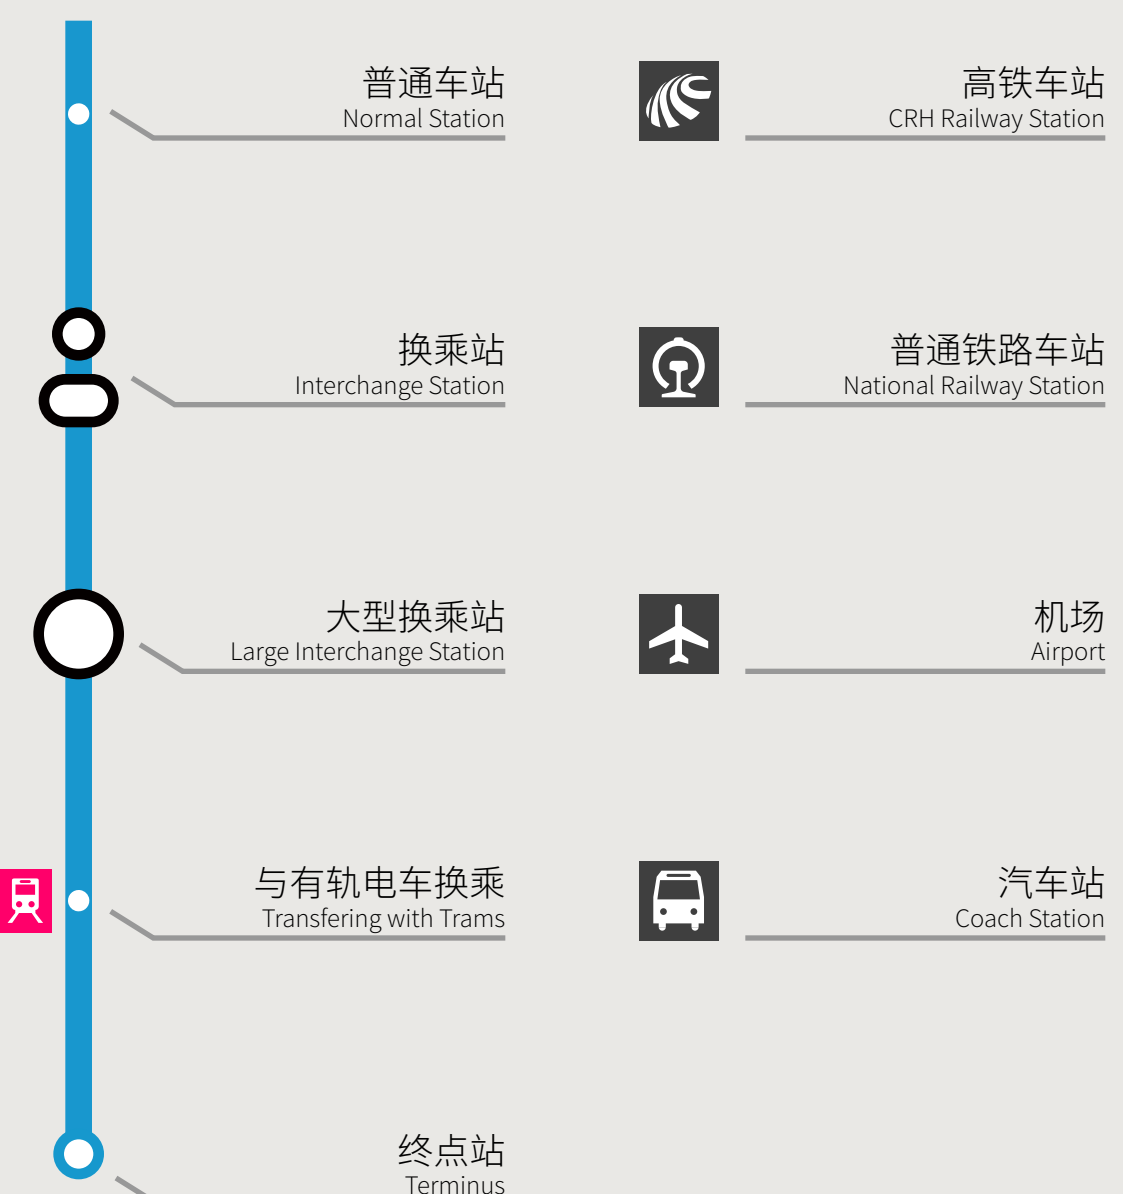 普通车站
Normal Station
换乘站
Interchange Station
大型换乘站
Large Interchange Station
与有轨电车换乘
Transfering with Trams
终点站
Terminus
高铁车站
CRH Railway Station
普通铁路车站
National Railway Station
机场
Airport
汽车站
Coach Station